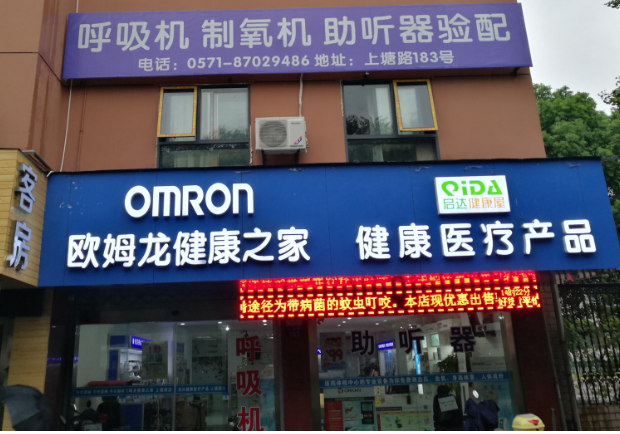 呼吸机 制氧机 助听器验配
电话：0571-87029486 地址：上塘路183号
客房
OMRON
QiDA
启达健康屋
欧姆龙健康之家
健康医疗产品
途径为带病菌的蚊虫叮咬。本店现优惠出售
呼吸机
助听器